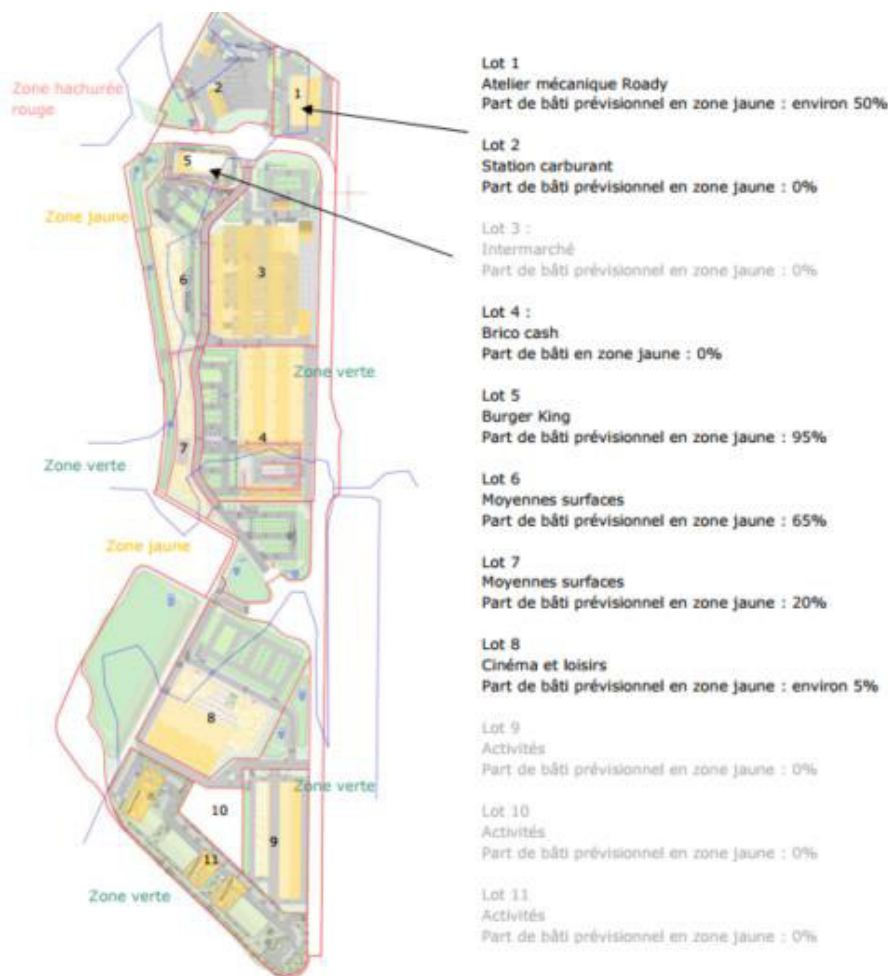 Zone hachurée
rouge
2
1
5
Zone jaune
6
3
Zone verte
4
7
Zone verte
Zone jaune
8
Zone verte
10
9
11
Zone verte
Lot 1
Atelier mécanique Roady
Part de bâti prévisionnel en zone jaune : environ 50%
Lot 2
Station carburant
Part de bâti prévisionnel en zone jaune : 0%
Lot 3 :
Intermarché
Part de bâti prévisionnel en zone jaune : 0%
Lot 4 :
Brico cash
Part de bâti en zone jaune : 0%
Lot 5
Burger King
Part de bâti prévisionnel en zone jaune : 95%
Lot 6
Moyennes surfaces
Part de bâti prévisionnel en zone jaune : 65%
Lot 7
Moyennes surfaces
Part de bâti prévisionnel en zone jaune : 20%
Lot 8
Cinéma et loisirs
Part de bâti prévisionnel en zone jaune : environ 5%
Lot 9
Activités
Part de bâti prévisionnel en zone jaune : 0%
Lot 10
Activités
Part de bâti prévisionnel en zone jaune : 0%
Lot 11
Activités
Part de bâti prévisionnel en zone jaune : 0%